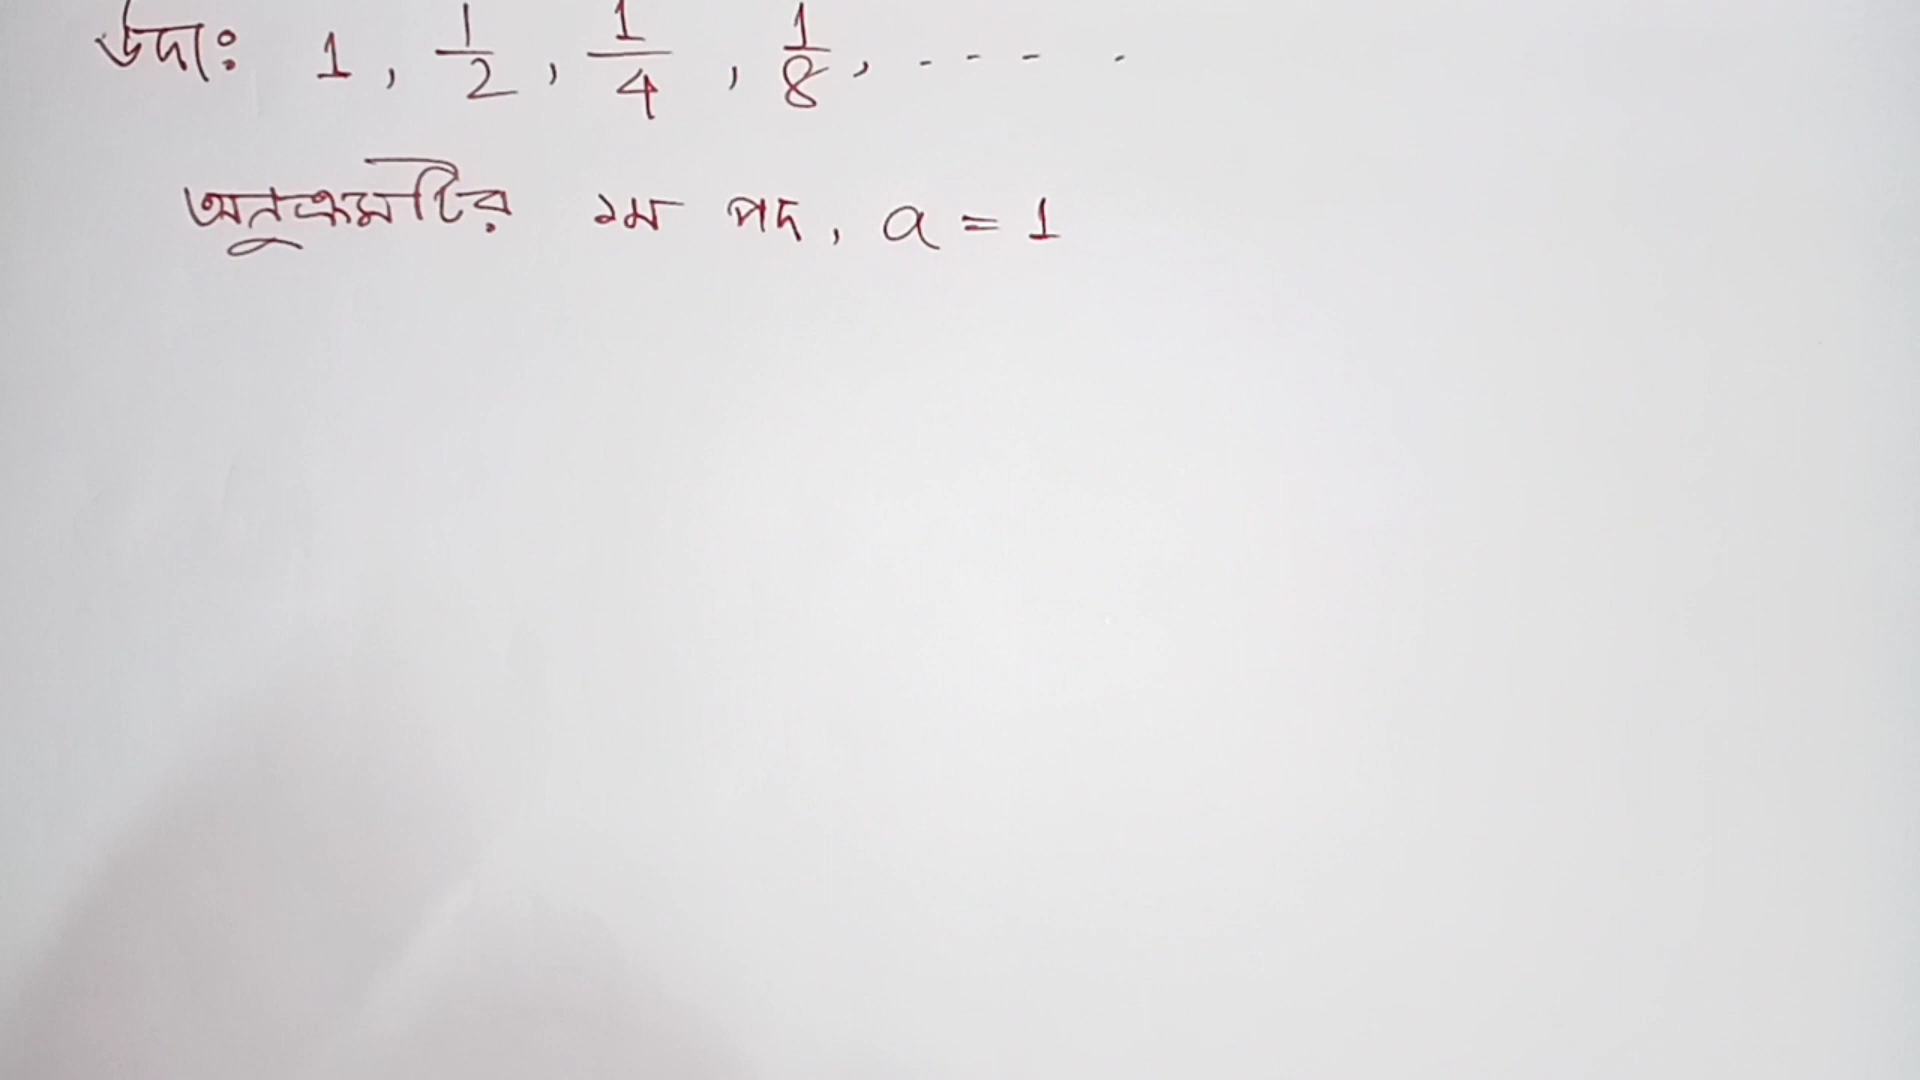 উদাঃ 1, 1/2, 1/4, 1/8, - - - -
অনুক্রমটির ১ম পদ, a = 1